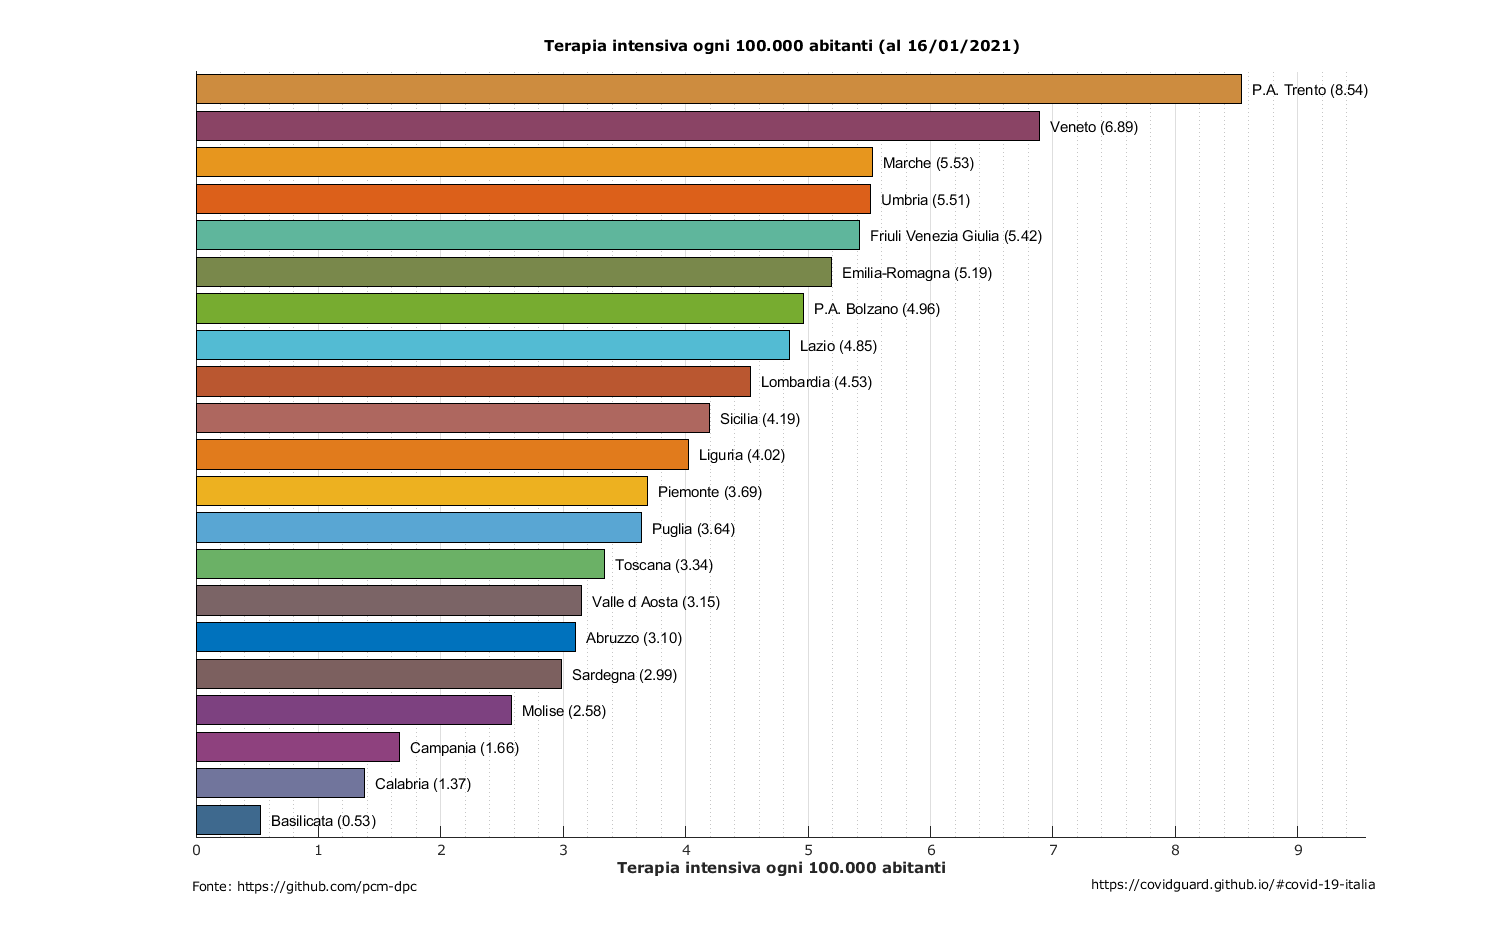 Terapia intensiva ogni 100.000 abitanti (al 16/01/2021)
P.A. Trento (8.54)
Veneto (6.89)
Marche (5.53)
Umbria (5.51)
Friuli Venezia Giulia (5.42)
Emilia-Romagna (5.19)
P.A. Bolzano (4.96)
Lazio (4.85)
Lombardia (4.53)
Sicilia (4.19)
Liguria (4.02)
Piemonte (3.69)
Puglia (3.64)
Toscana (3.34)
Valle d Aosta (3.15)
Abruzzo (3.10)
Sardegna (2.99)
Molise (2.58)
Campania (1.66)
Calabria (1.37)
Basilicata (0.53)
0 1 2 3 4 5 6 7 8 9
Terapia intensiva ogni 100.000 abitanti
Fonte: https://github.com/pcm-dpc
https://covidguard.github.io/#covid-19-italia